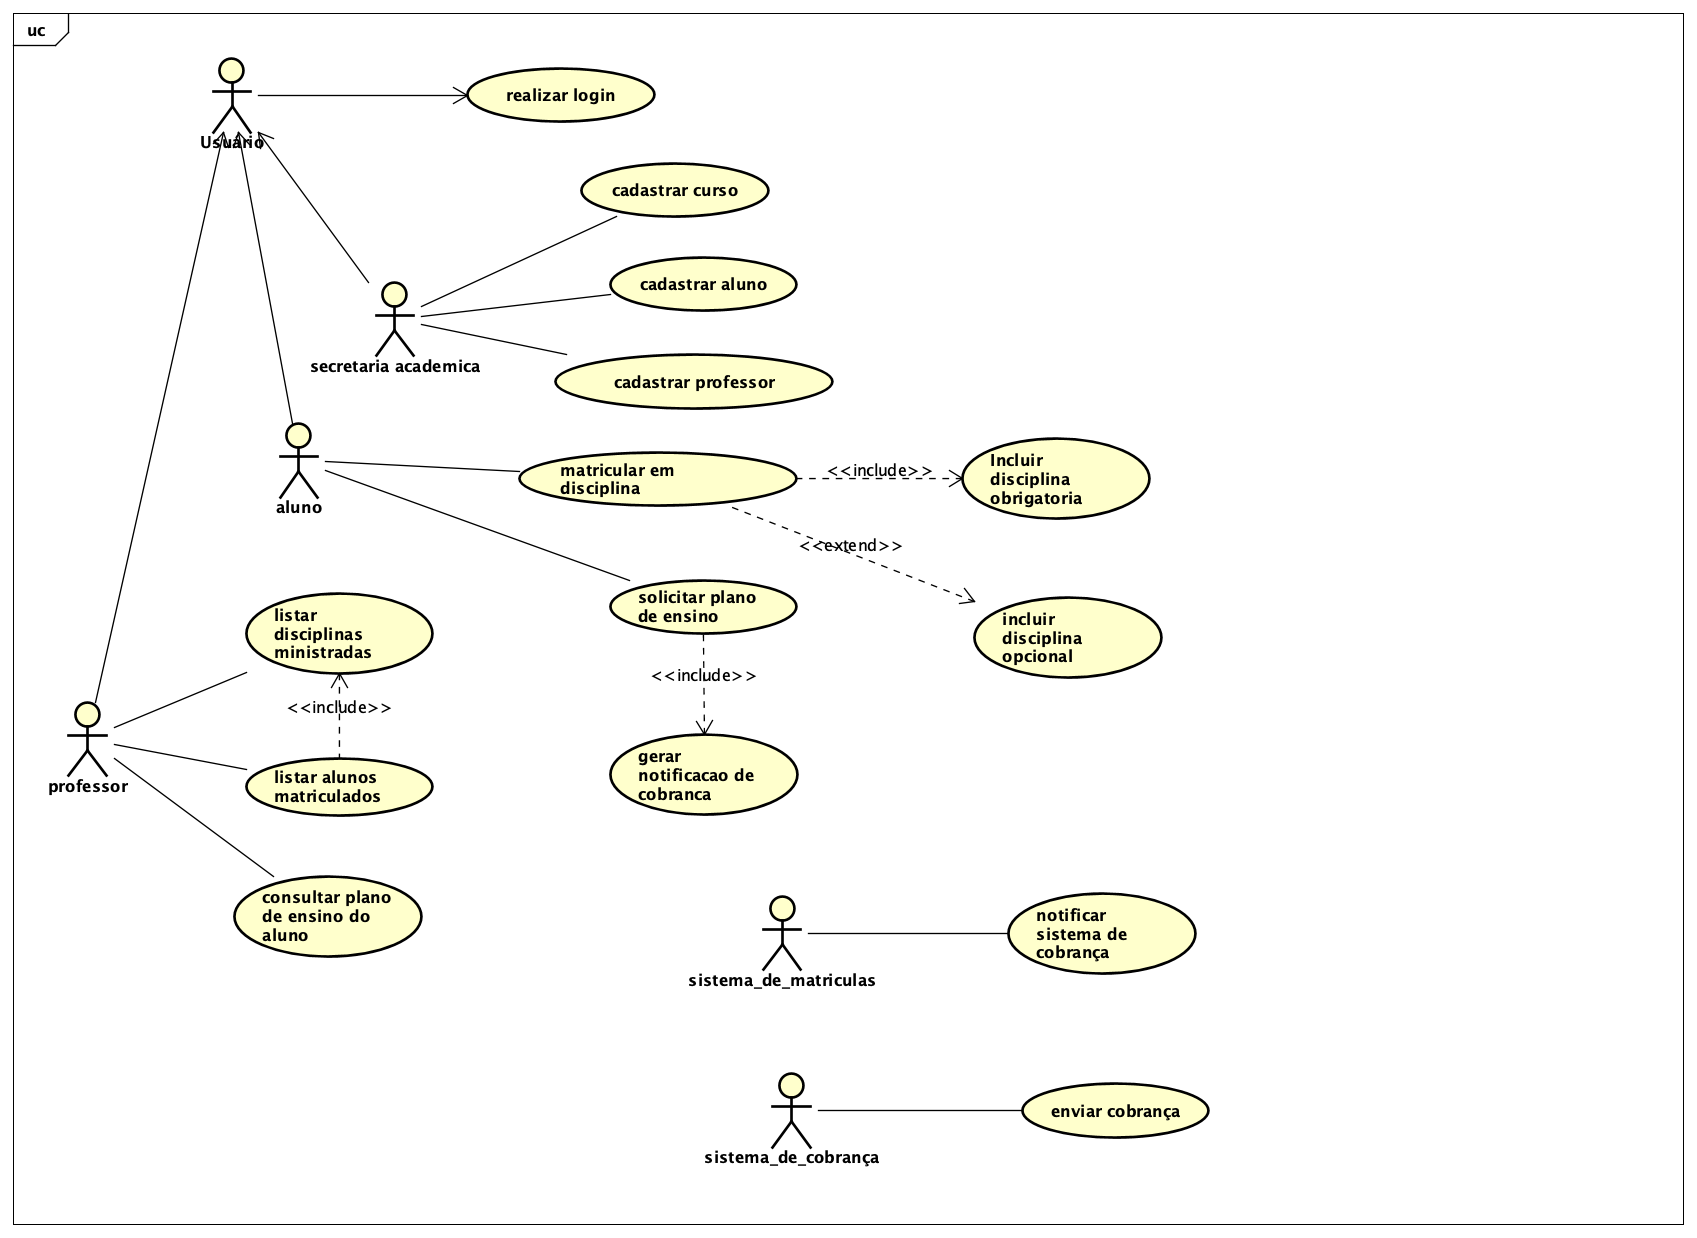 uc
realizar login
Usuário
cadastrar curso
cadastrar aluno
secretaria academica
cadastrar professor
matricular em
disciplina
<<include>>
Incluir
disciplina
obrigatoria
aluno
<<extend>>
solicitar plano
de ensino
incluir
disciplina
opcional
listar
disciplinas
ministradas
<<include>>
<<include>>
professor
listar alunos
matriculados
gerar
notificacao de
cobranca
consultar plano
de ensino do
aluno
notificar
sistema de
cobrança
sistema_de_matriculas
enviar cobrança
sistema_de_cobrança